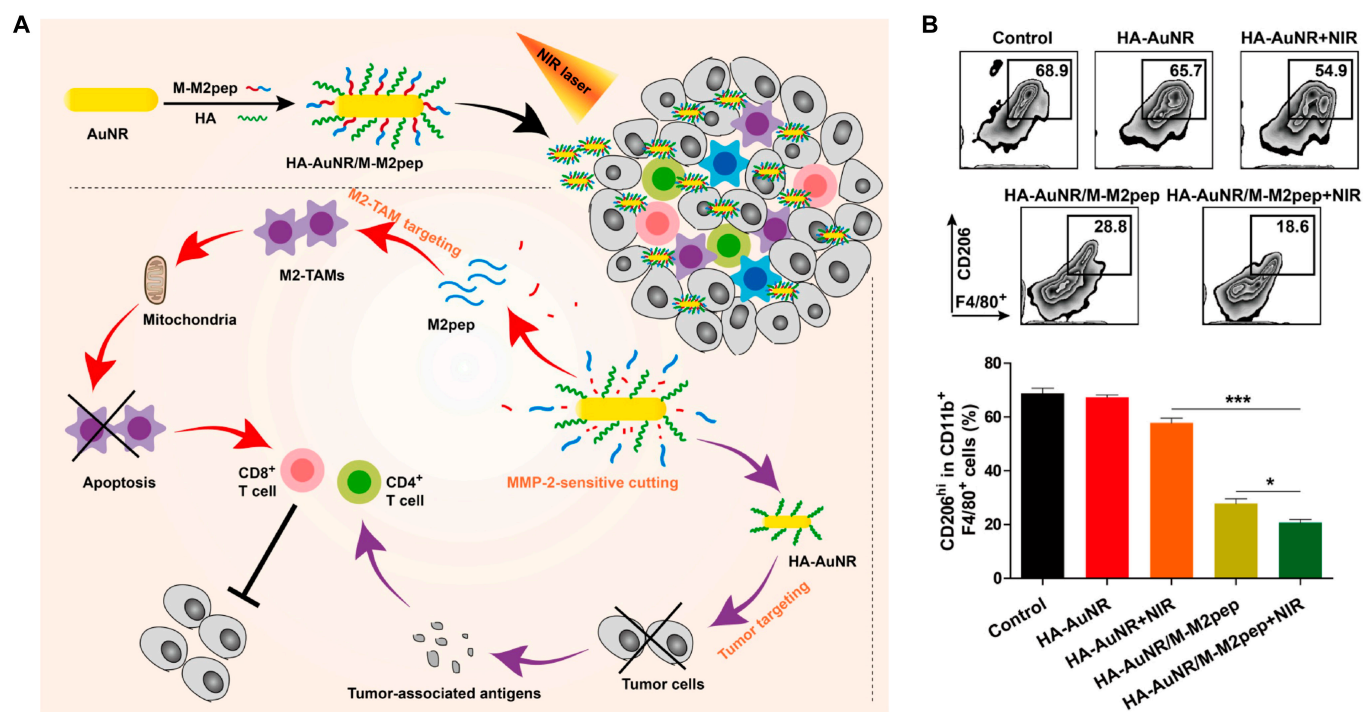 A
M-M2pep
AuNR
HA
HA-AuNR/M-M2pep
NIR laser
M2-TAM targeting
M2-TAMs
Mitochondria
M2pep
Apoptosis
CD8+
T cell
CD4+
T cell
MMP-2-sensitive cutting
HA-AuNR
Tumor targeting
Tumor cells
Tumor-associated antigens
B
Control
HA-AuNR
HA-AuNR+NIR
68.9
65.7
54.9
HA-AuNR/M-M2pep
HA-AuNR/M-M2pep+NIR
28.8
18.6
CD206
F4/80+
CD206hi in CD11b+
F4/80+ cells (%)
80
60
40
20
0
***
*
Control
HA-AuNR
HA-AuNR+NIR
HA-AuNR/M-M2pep
HA-AuNR/M-M2pep+NIR